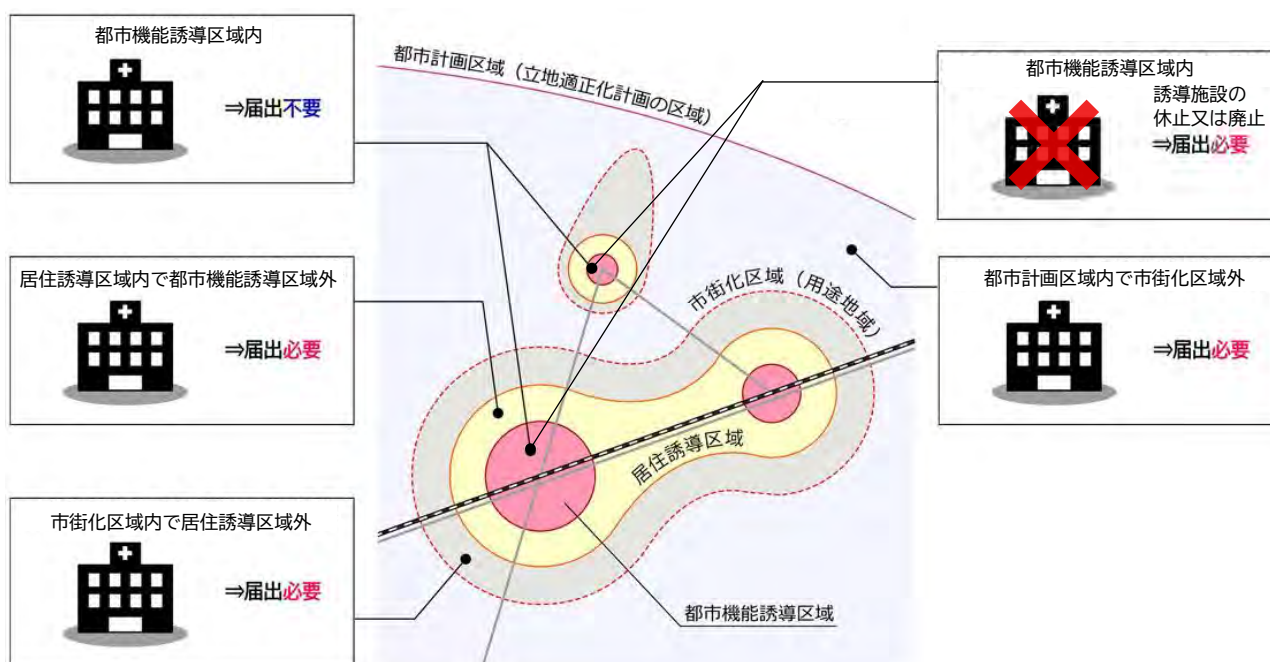 都市機能誘導区域内
⇒届出不要
居住誘導区域内で都市機能誘導区域外
⇒届出必要
市街化区域内で居住誘導区域外
⇒届出必要
都市計画区域（立地適正化計画の区域）
市街化区域（用途地域）
居住誘導区域
都市機能誘導区域
都市機能誘導区域内
誘導施設の
休止又は廃止
⇒届出必要
都市計画区域内で市街化区域外
⇒届出必要